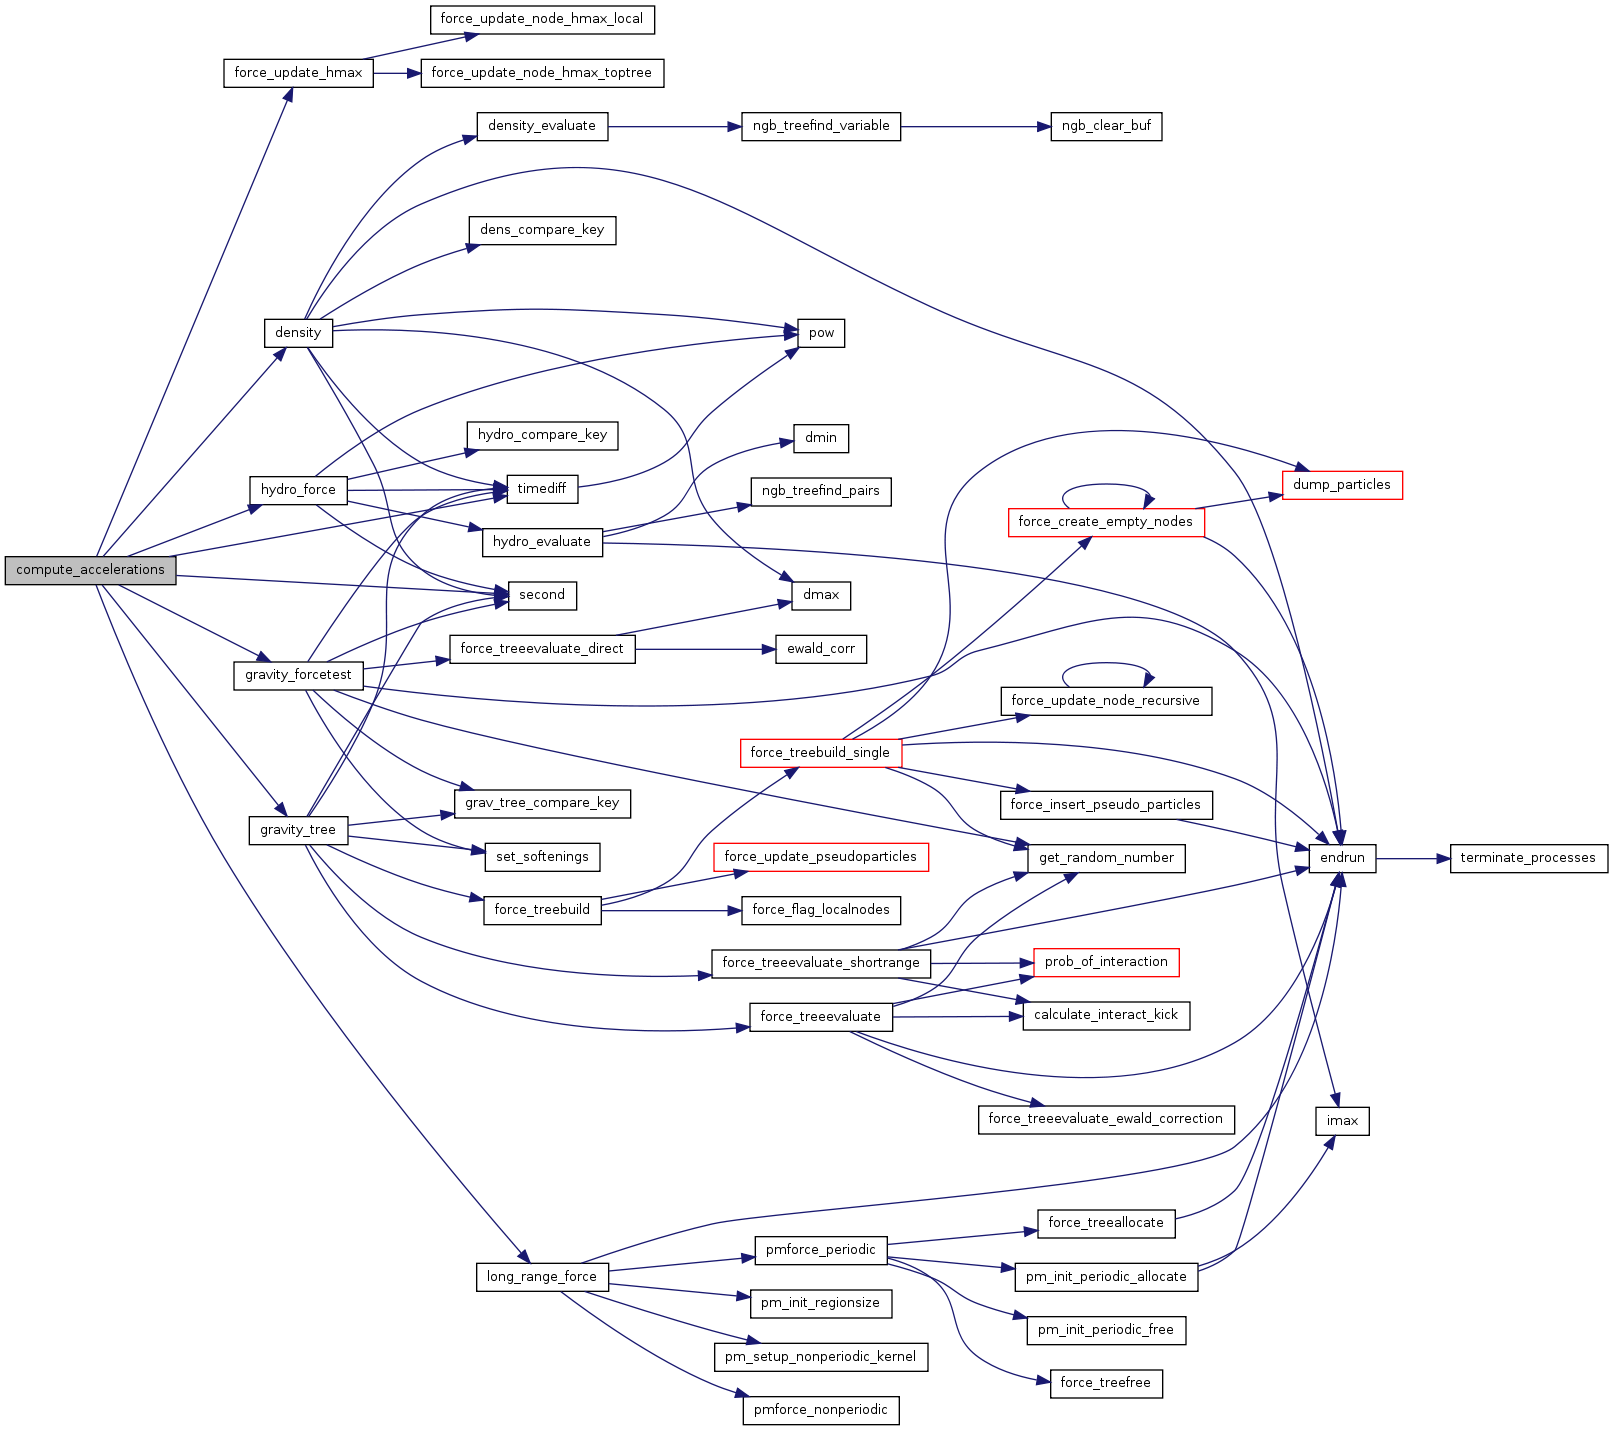 force_update_node_hmax_local
force_update_hmax
force_update_node_hmax_toptree
density_evaluate
ngb_treefind_variable
ngb_clear_buf
dens_compare_key
density
pow
hydro_compare_key
dmin
hydro_force
timediff
ngb_treefind_pairs
dump_particles
force_create_empty_nodes
hydro_evaluate
compute_accelerations
second
dmax
force_treeevaluate_direct
ewald_corr
gravity_forcetest
force_update_node_recursive
force_treebuild_single
grav_tree_compare_key
force_insert_pseudo_particles
gravity_tree
set_softenings
force_update_pseudoparticles
get_random_number
endrun
terminate_processes
force_treebuild
force_flag_localnodes
force_treeevaluate_shortrange
prob_of_interaction
force_treeevaluate
calculate_interact_kick
force_treeevaluate_ewald_correction
imax
force_treeallocate
pmforce_periodic
long_range_force
pm_init_periodic_allocate
pm_init_regionsize
pm_init_periodic_free
pm_setup_nonperiodic_kernel
force_treefree
pmforce_nonperiodic